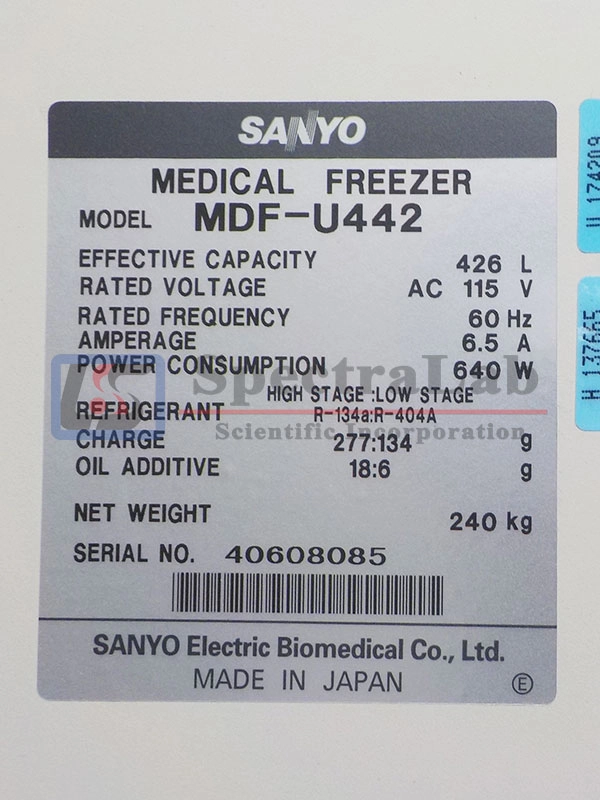 SANYO
MEDICAL FREEZER
MODEL MDF-U442
EFFECTIVE CAPACITY 426 L
RATED VOLTAGE AC 115 V
RATED FREQUENCY 60 Hz
AMPERAGE 6.5 A
POWER CONSUMPTION 640 W
SpectraLab
HIGH STAGE :LOW STAGE
REFRIGERANT R-134a:R-404A
Scientific Incorporation
CHARGE 277:134 g
OIL ADDITIVE 18:6 g
NET WEIGHT 240 kg
SERIAL NO. 40608085
SANYO Electric Biomedical Co., Ltd.
MADE IN JAPAN E
H 137665